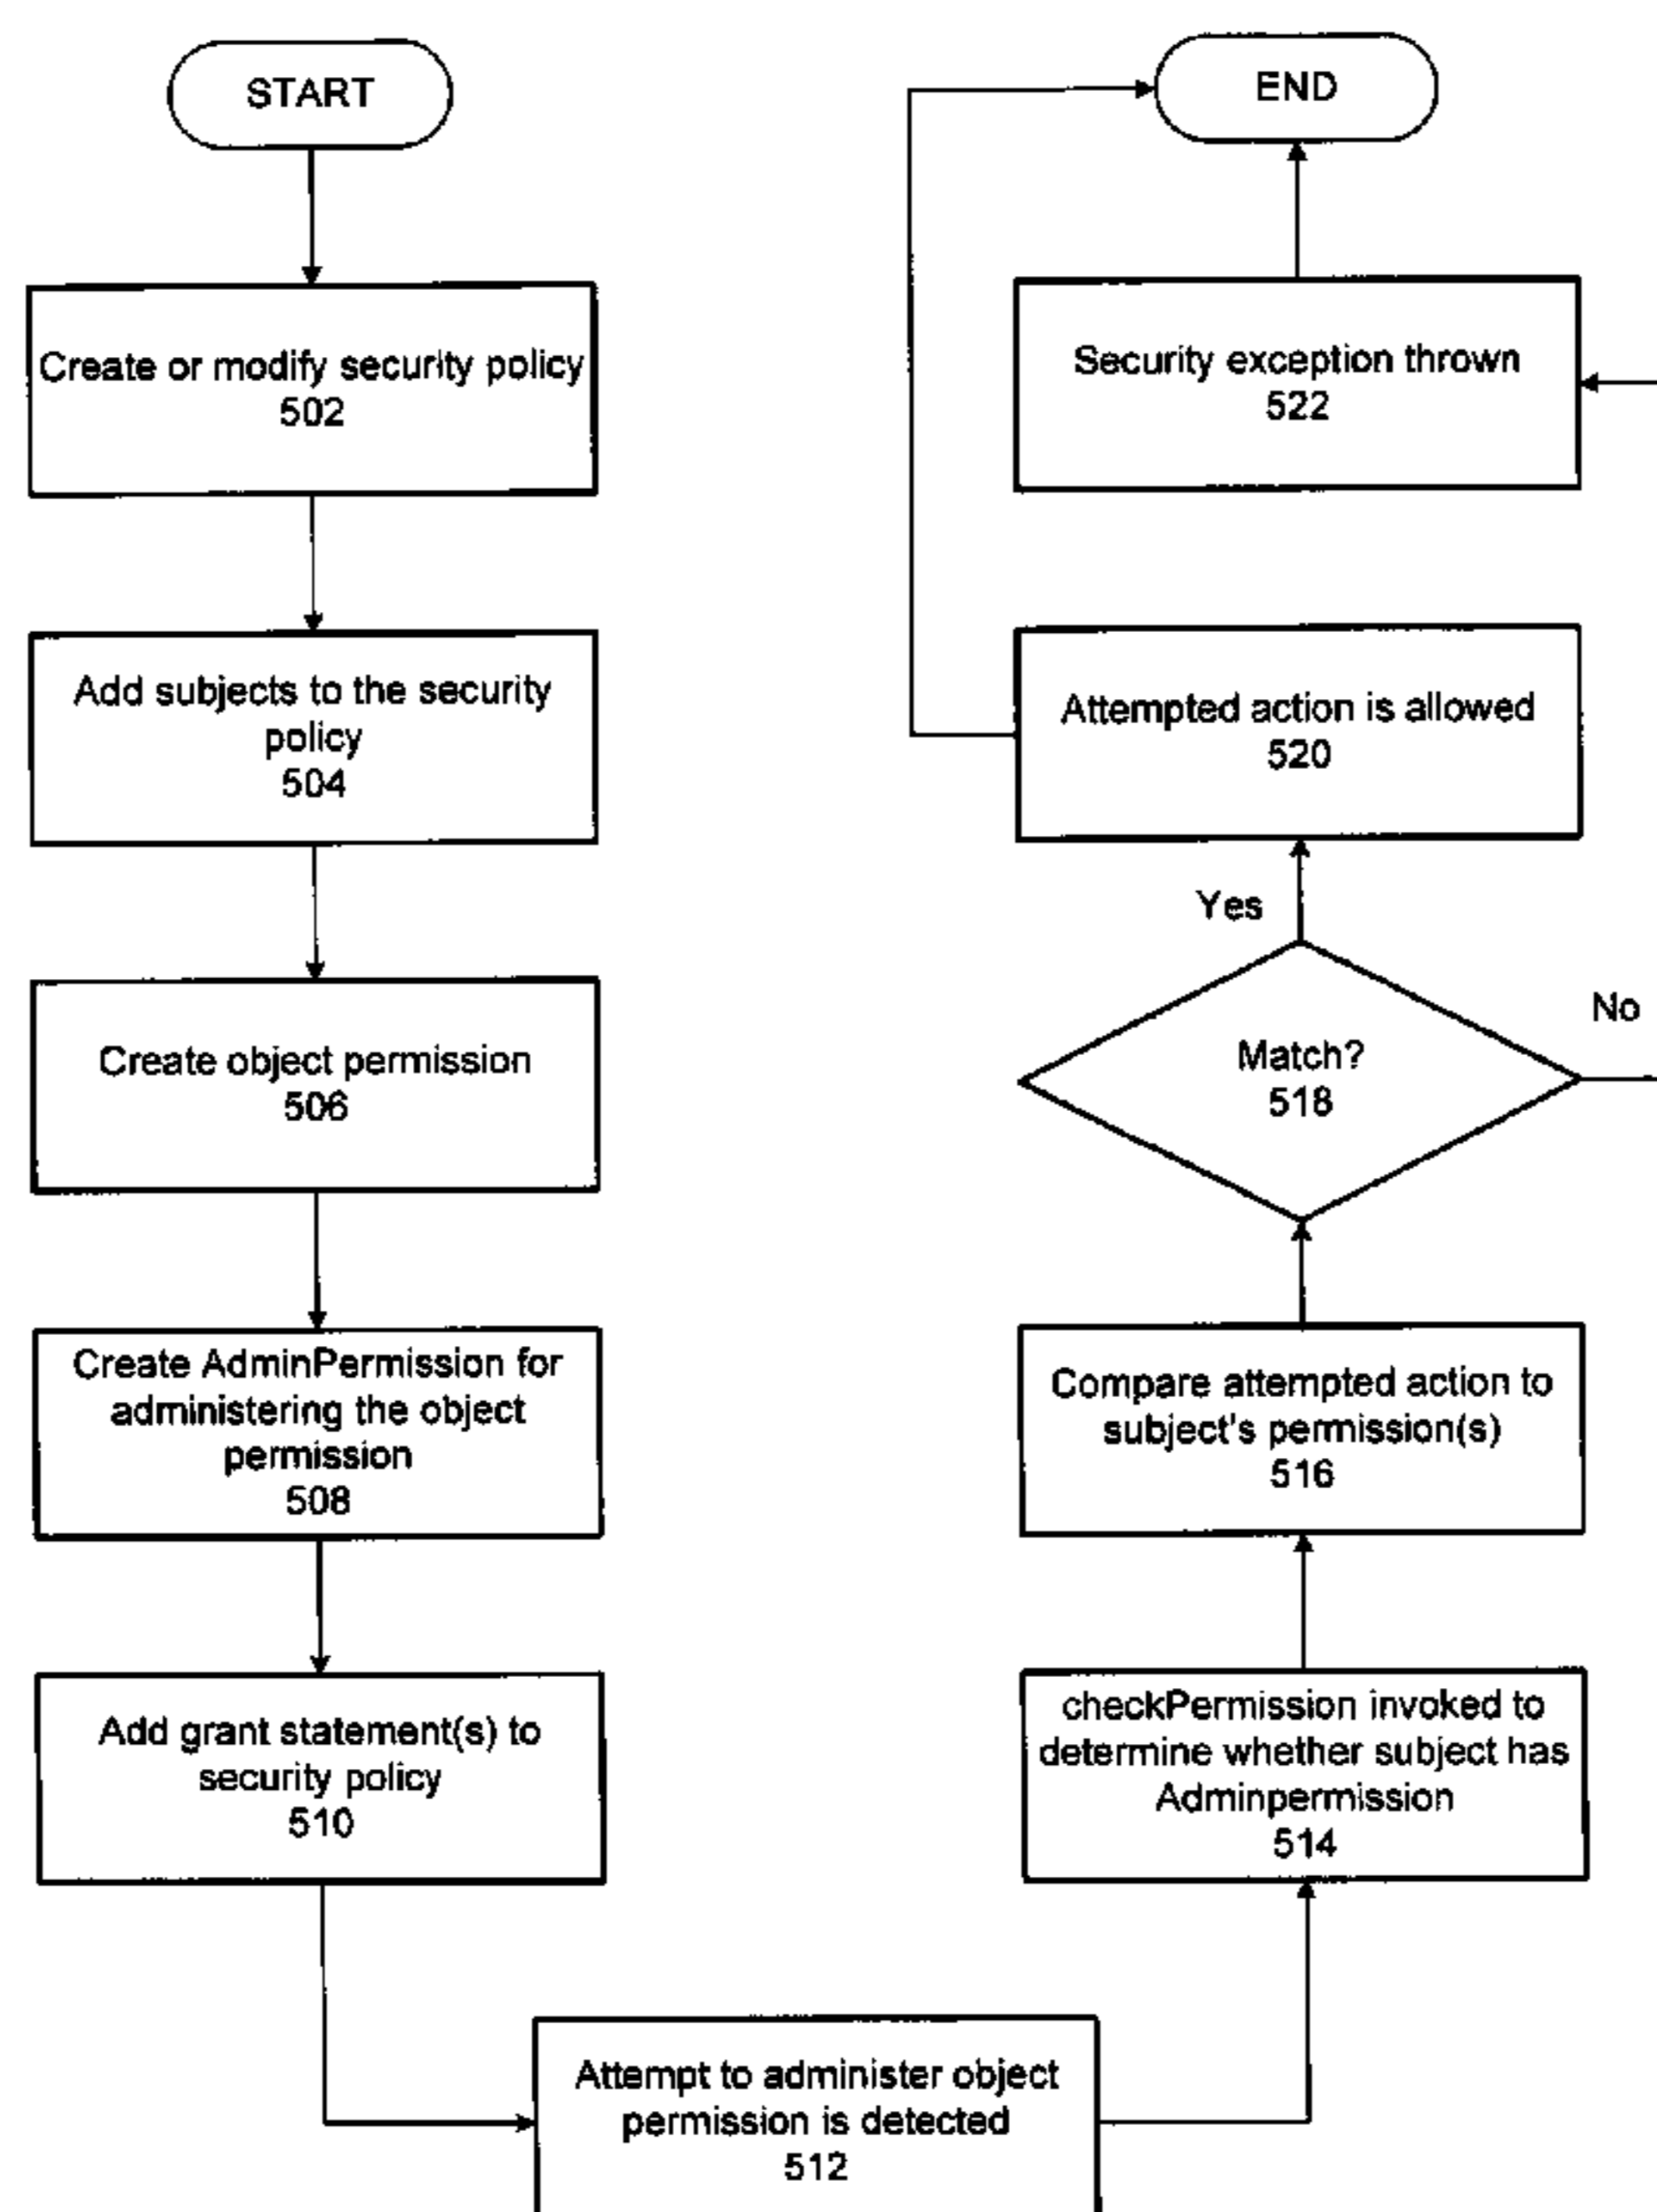 START
Create or modify security policy
502
Add subjects to the security
policy
504
Create object permission
506
Create AdminPermission for
administering the object
permission
508
Add grant statement(s) to
security policy
510
Attempt to administer object
permission is detected
512
checkPermission invoked to
determine whether subject has
Adminpermission
514
Compare attempted action to
subject's permission(s)
516
Match?
518
Yes
No
Attempted action is allowed
520
Security exception thrown
522
END